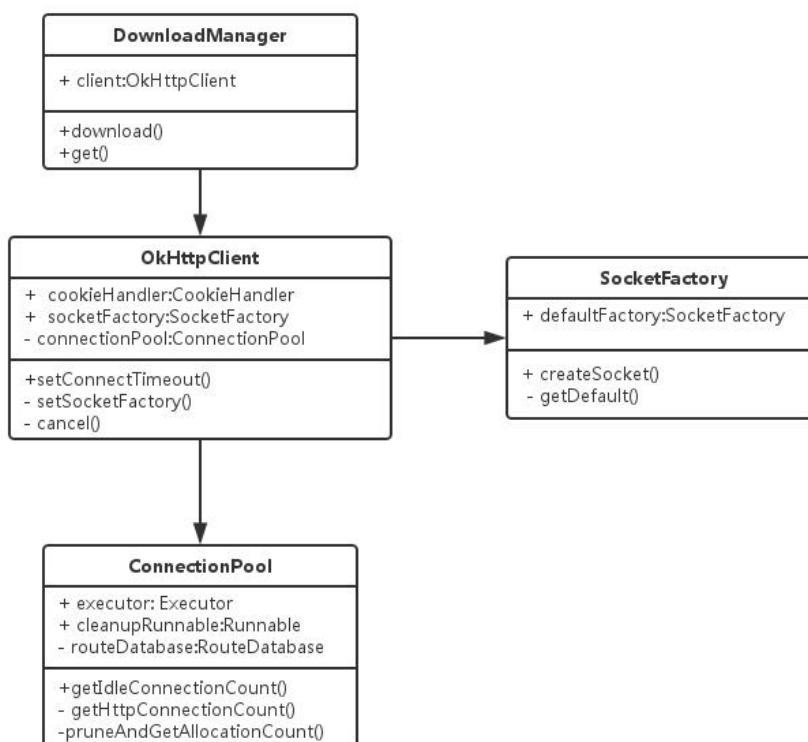 DownloadManager
+ client:OkHttpClient
+download()
+get()
OkHttpClient
+ cookieHandler:CookieHandler
+ socketFactory:SocketFactory
- connectionPool:ConnectionPool
+setConnectTimeout()
- setSocketFactory()
- cancel()
SocketFactory
+ defaultFactory:SocketFactory
+ createSocket()
- getDefault()
ConnectionPool
+ executor: Executor
+ cleanupRunnable:Runnable
- routeDatabase:RouteDatabase
+getIdleConnectionCount()
- getHttpConnectionCount()
-pruneAndGetAllocationCount()